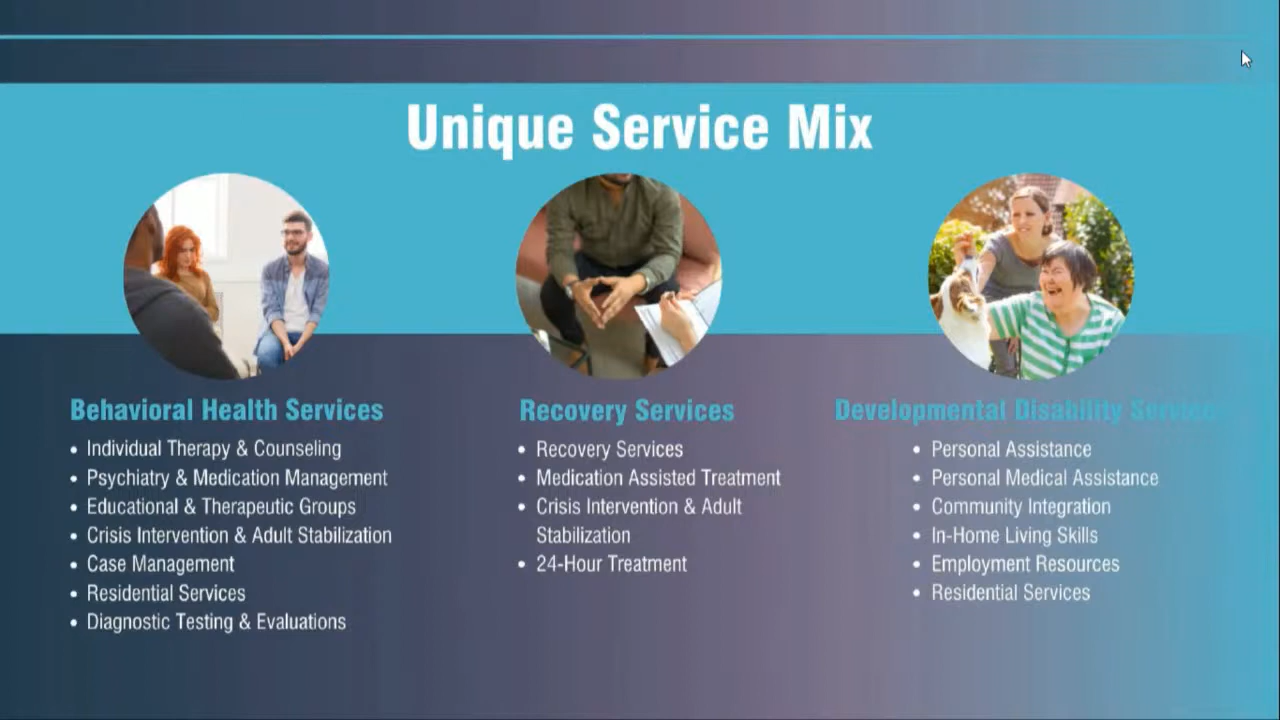 Unique Service Mix
Behavioral Health Services
Individual Therapy & Counseling
Psychiatry & Medication Management
Educational & Therapeutic Groups
Crisis Intervention & Adult Stabilization
Case Management
Residential Services
Diagnostic Testing & Evaluations
Recovery Services
Recovery Services
Medication Assisted Treatment
Crisis Intervention & Adult
Stabilization
24-Hour Treatment
Developmental Disability Services
Personal Assistance
Personal Medical Assistance
Community Integration
In-Home Living Skills
Employment Resources
Residential Services